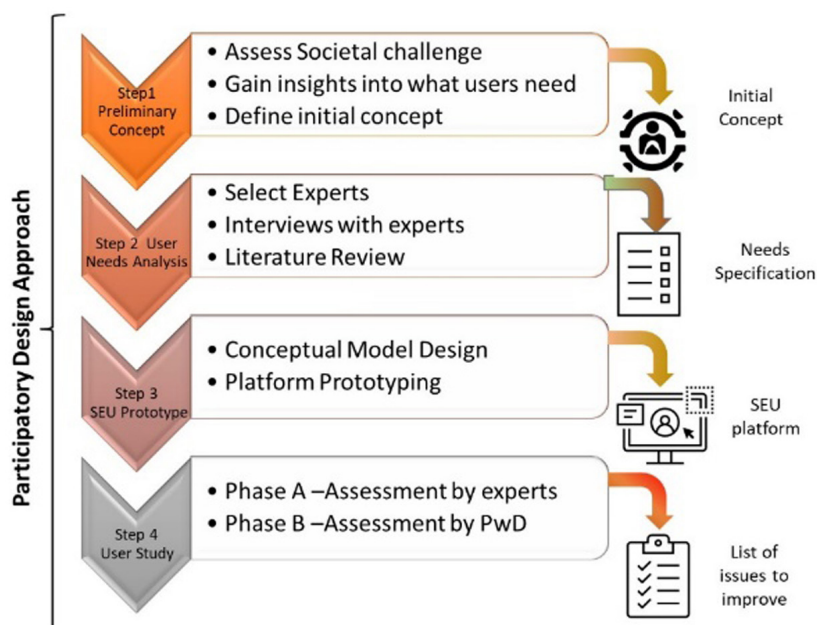 Participatory Design Approach
Step1
Preliminary
Concept
• Assess Societal challenge
• Gain insights into what users need
• Define initial concept
Initial
Concept
Step 2 User
Needs Analysis
• Select Experts
• Interviews with experts
• Literature Review
Needs
Specification
Step 3
SEU Prototype
• Conceptual Model Design
• Platform Prototyping
SEU
platform
Step 4
User Study
• Phase A –Assessment by experts
• Phase B –Assessment by PwD
List of
issues to
improve